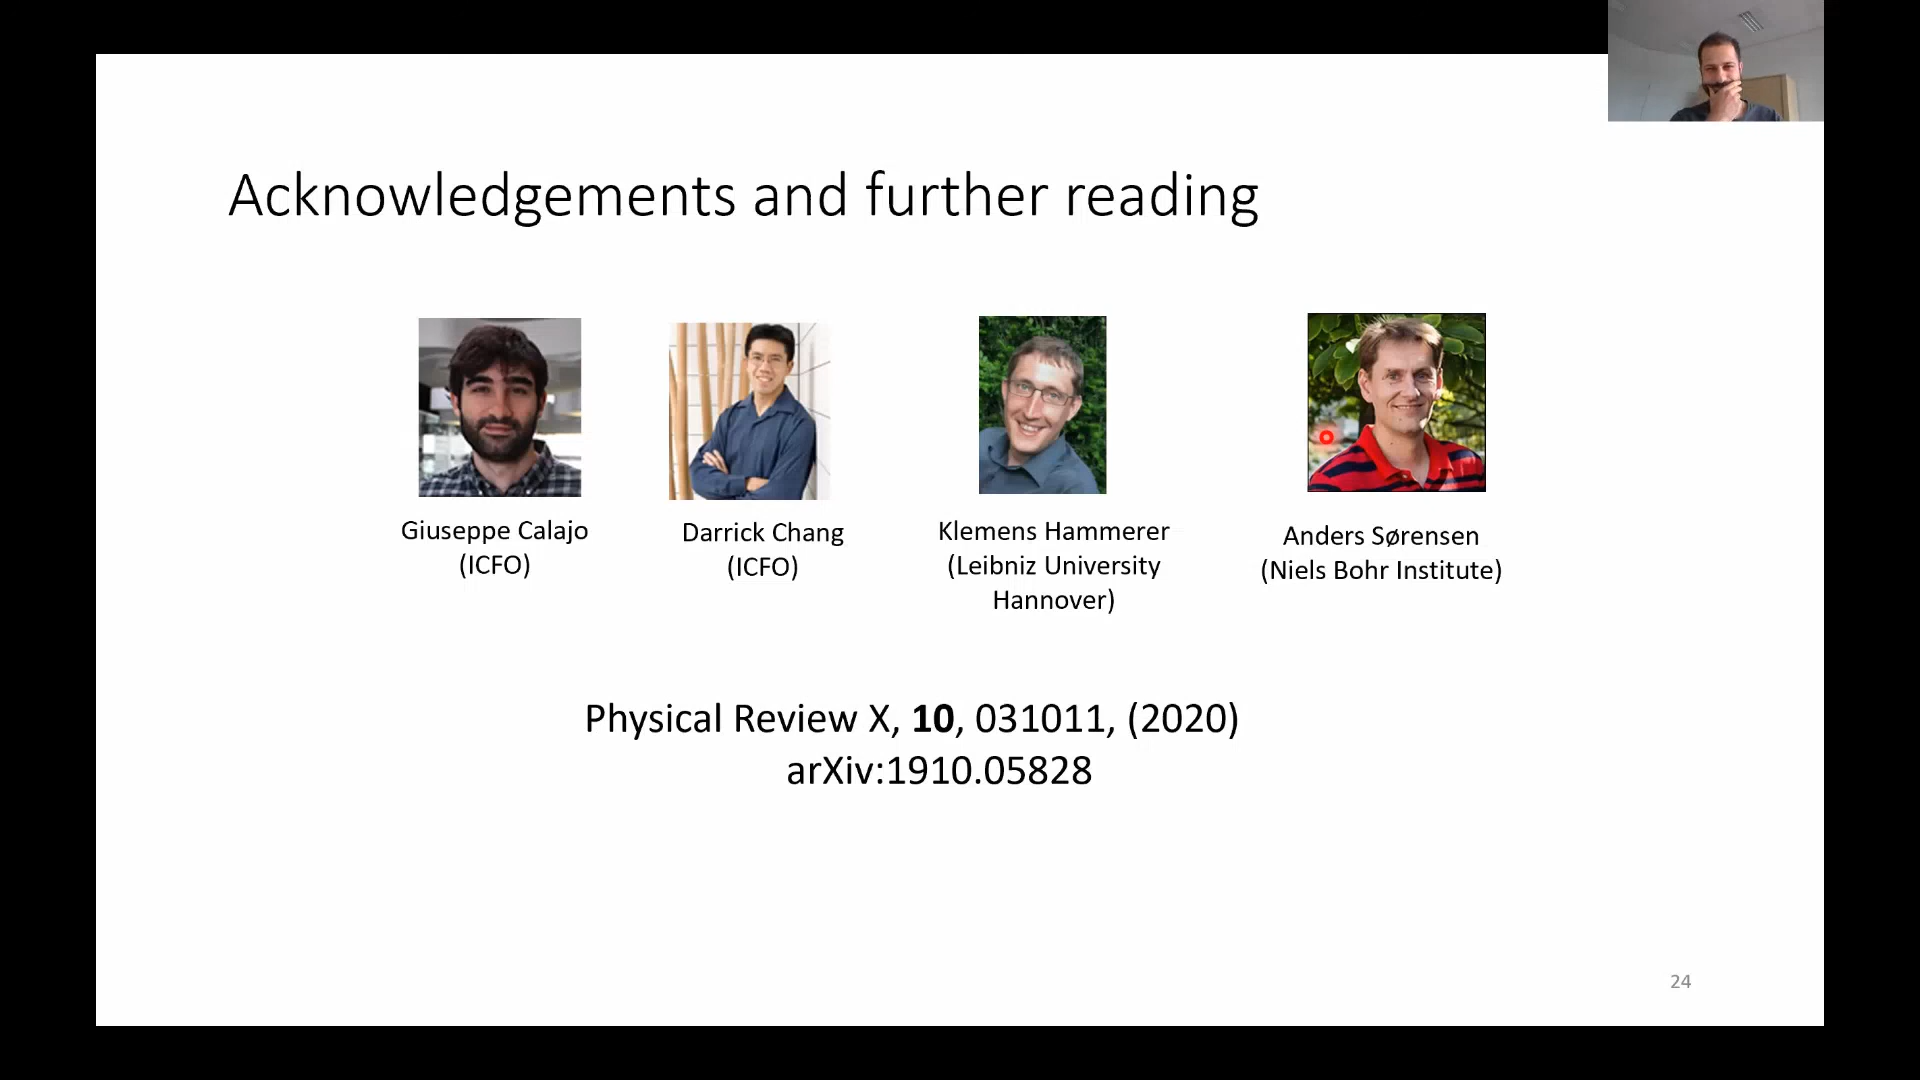 Acknowledgements and further reading
Giuseppe Calajo
(ICFO)
Darrick Chang
(ICFO)
Klemens Hammerer
(Leibniz University
Hannover)
Anders Sørensen
(Niels Bohr Institute)
Physical Review X, 10, 031011, (2020)
arXiv:1910.05828
24